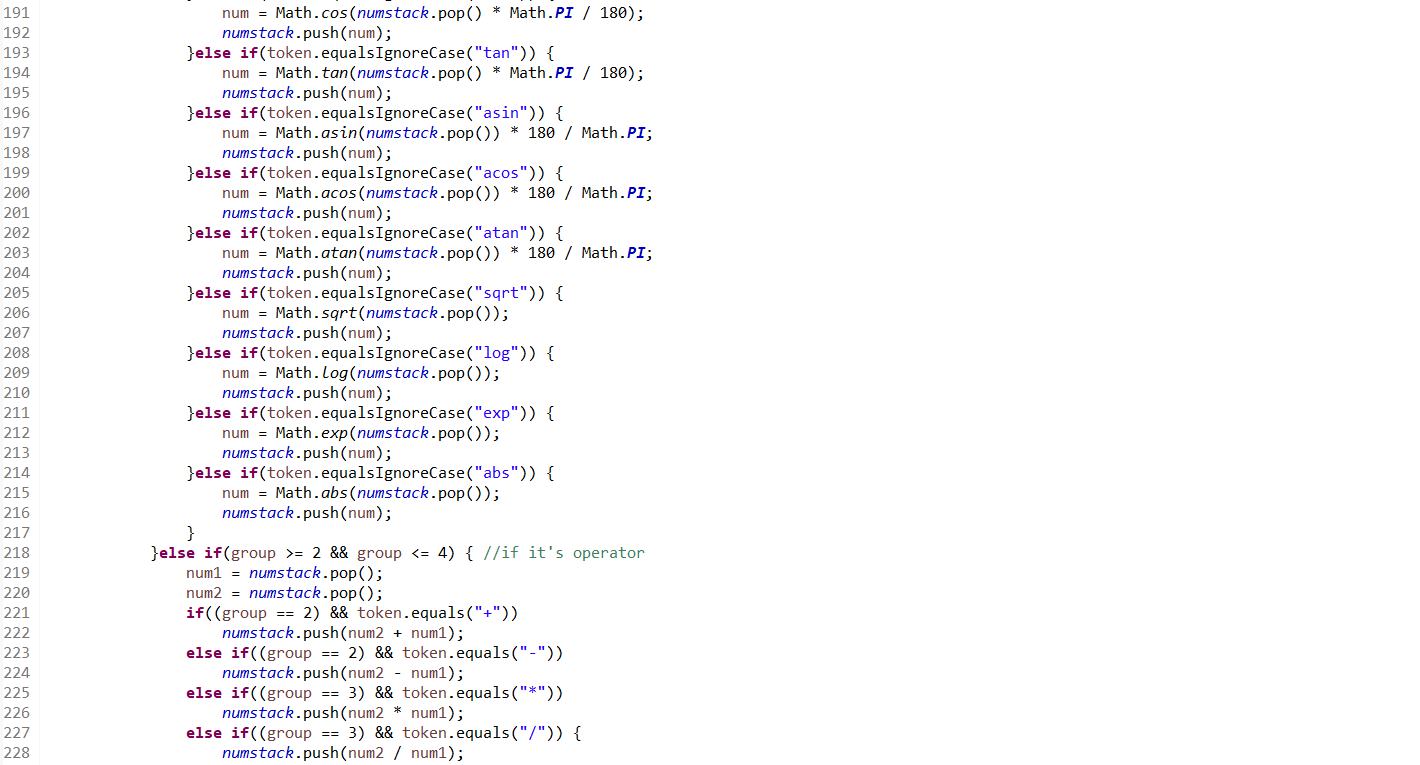 191 num = Math.cos(numstack.pop() * Math.PI / 180);
192 numstack.push(num);
193 }else if(token.equalsIgnoreCase("tan")) {
194 num = Math.tan(numstack.pop() * Math.PI / 180);
195 numstack.push(num);
196 }else if(token.equalsIgnoreCase("asin")) {
197 num = Math.asin(numstack.pop()) * 180 / Math.PI;
198 numstack.push(num);
199 }else if(token.equalsIgnoreCase("acos")) {
200 num = Math.acos(numstack.pop()) * 180 / Math.PI;
201 numstack.push(num);
202 }else if(token.equalsIgnoreCase("atan")) {
203 num = Math.atan(numstack.pop()) * 180 / Math.PI;
204 numstack.push(num);
205 }else if(token.equalsIgnoreCase("sqrt")) {
206 num = Math.sqrt(numstack.pop());
207 numstack.push(num);
208 }else if(token.equalsIgnoreCase("log")) {
209 num = Math.log(numstack.pop());
210 numstack.push(num);
211 }else if(token.equalsIgnoreCase("exp")) {
212 num = Math.exp(numstack.pop());
213 numstack.push(num);
214 }else if(token.equalsIgnoreCase("abs")) {
215 num = Math.abs(numstack.pop());
216 numstack.push(num);
217 }
218 }else if(group >= 2 && group <= 4) { //if it's operator
219 num1 = numstack.pop();
220 num2 = numstack.pop();
221 if((group == 2) && token.equals("+"))
222 numstack.push(num2 + num1);
223 else if((group == 2) && token.equals("-"))
224 numstack.push(num2 - num1);
225 else if((group == 3) && token.equals("*"))
226 numstack.push(num2 * num1);
227 else if((group == 3) && token.equals("/")) {
228 numstack.push(num2 / num1);